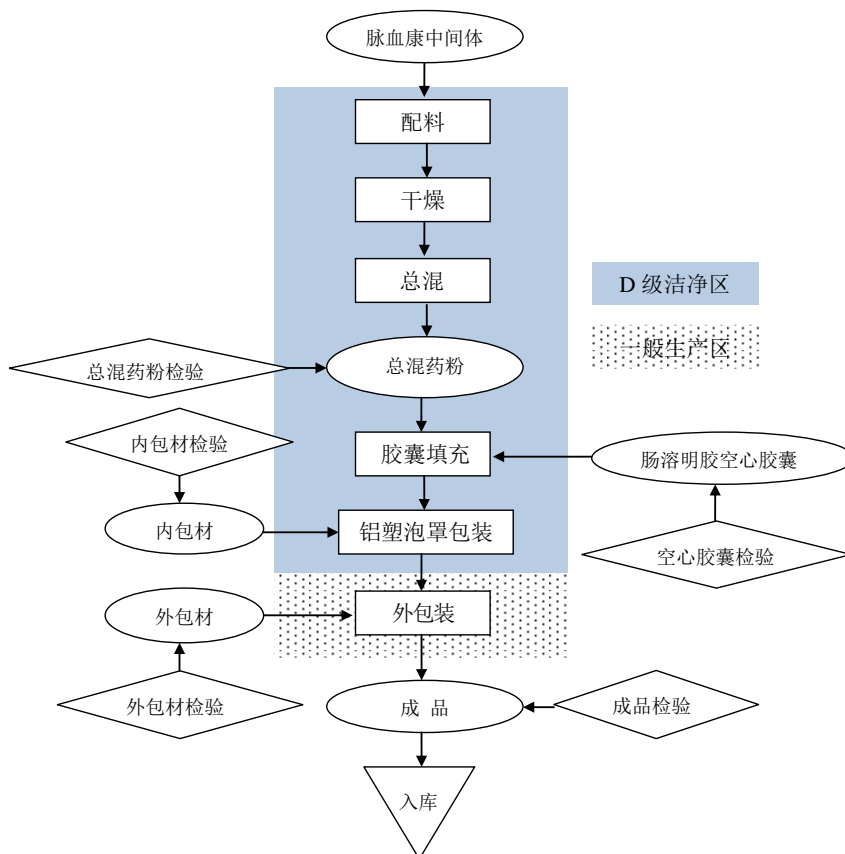 脉血康中间体
配料
干燥
总混
D 级洁净区
一般生产区
总混药粉
总混药粉检验
内包材检验
胶囊填充
肠溶明胶空心胶囊
内包材
铝塑泡罩包装
空心胶囊检验
外包材
外包装
外包材检验
成 品
成品检验
入库